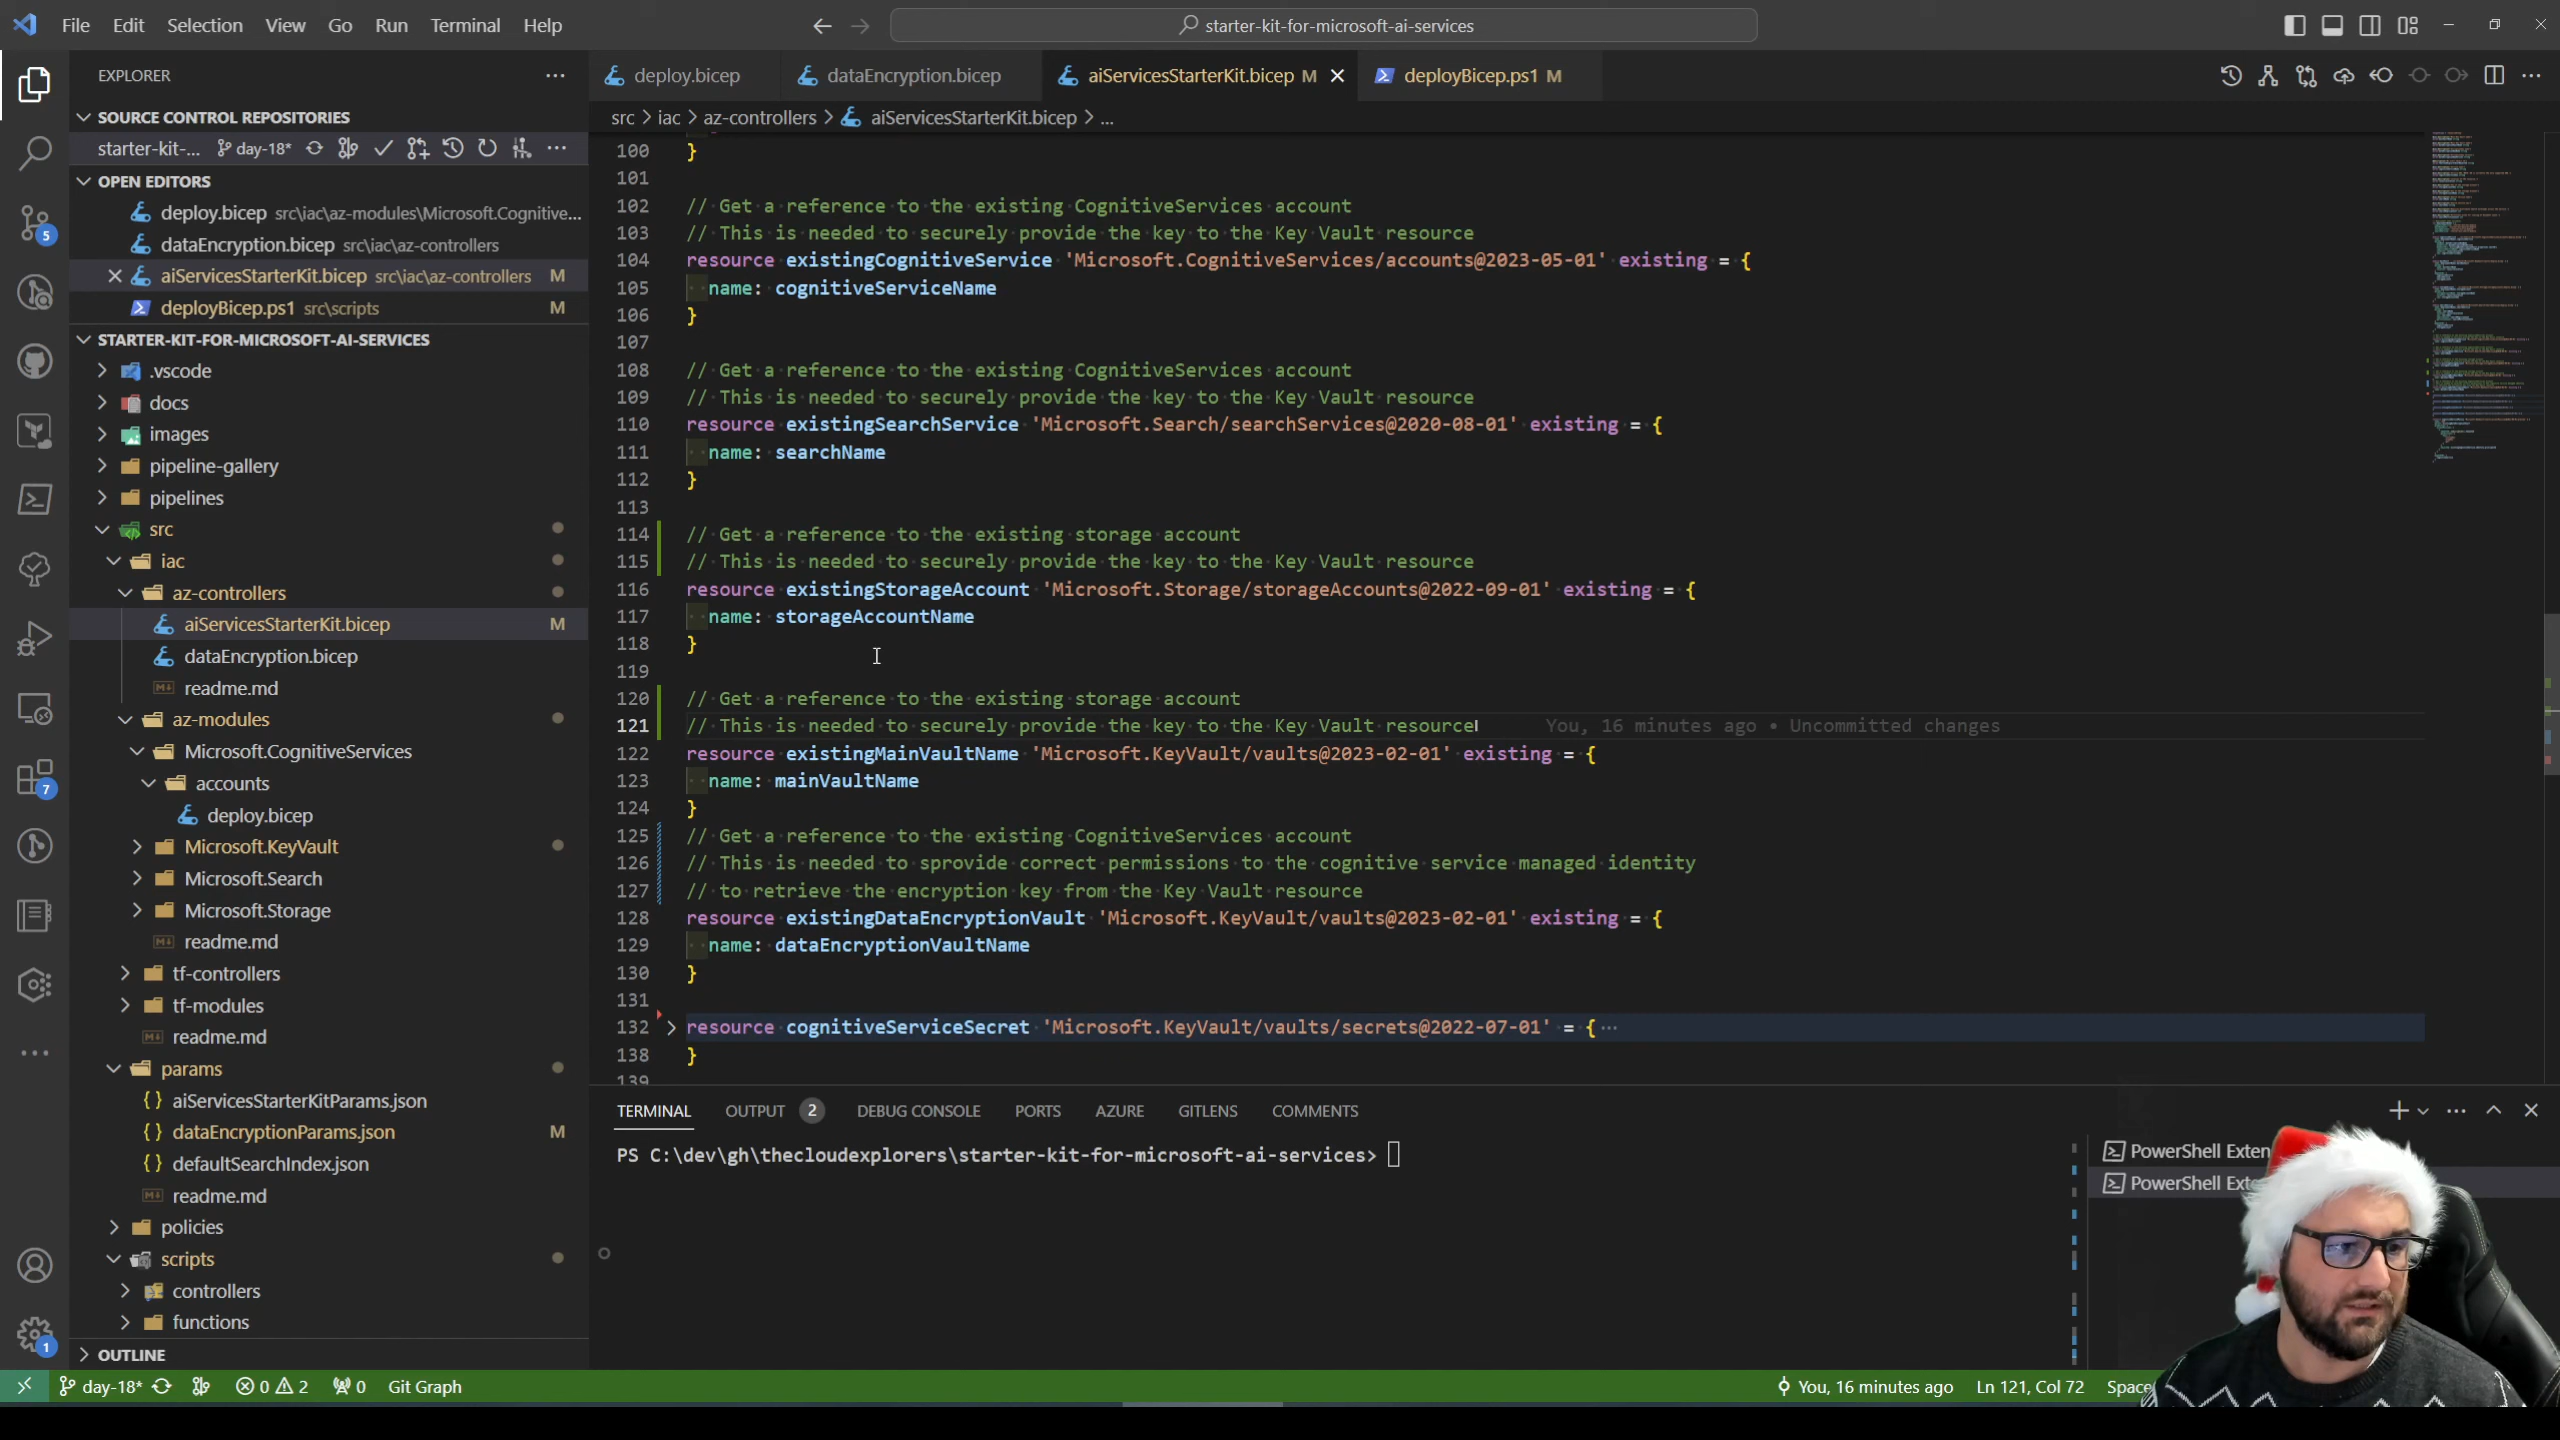 File Edit Selection View Go Run Terminal Help
starter-kit-for-microsoft-ai-services
EXPLORER
SOURCE CONTROL REPOSITORIES
starter-kit-... day-18*
OPEN EDITORS
deploy.bicep src\iac\az-modules\Microsoft.Cognitive...
dataEncryption.bicep src\iac\az-controllers
aiServicesStarterKit.bicep src\iac\az-controllers M
deployBicep.ps1 src\scripts M
STARTER-KIT-FOR-MICROSOFT-AI-SERVICES
.vscode
docs
images
pipeline-gallery
pipelines
src
iac
az-controllers
aiServicesStarterKit.bicep M
dataEncryption.bicep
readme.md
az-modules
Microsoft.CognitiveServices
accounts
deploy.bicep
Microsoft.KeyVault
Microsoft.Search
Microsoft.Storage
readme.md
tf-controllers
tf-modules
readme.md
params
aiServicesStarterKitParams.json
dataEncryptionParams.json M
defaultSearchIndex.json
readme.md
policies
scripts
controllers
functions
OUTLINE
5
7
1
deploy.bicep dataEncryption.bicep aiServicesStarterKit.bicep M deployBicep.ps1 M
src > iac > az-controllers > aiServicesStarterKit.bicep > ...
100 }
101
102 // Get a reference to the existing CognitiveServices account
103 // This is needed to securely provide the key to the Key Vault resource
104 resource existingCognitiveService 'Microsoft.CognitiveServices/accounts@2023-05-01' existing = {
105 name: cognitiveServiceName
106 }
107
108 // Get a reference to the existing CognitiveServices account
109 // This is needed to securely provide the key to the Key Vault resource
110 resource existingSearchService 'Microsoft.Search/searchServices@2020-08-01' existing = {
111 name: searchName
112 }
113
114 // Get a reference to the existing storage account
115 // This is needed to securely provide the key to the Key Vault resource
116 resource existingStorageAccount 'Microsoft.Storage/storageAccounts@2022-09-01' existing = {
117 name: storageAccountName
118 }
119
120 // Get a reference to the existing storage account
121 // This is needed to securely provide the key to the Key Vault resource You, 16 minutes ago • Uncommitted changes
122 resource existingMainVaultName 'Microsoft.KeyVault/vaults@2023-02-01' existing = {
123 name: mainVaultName
124 }
125 // Get a reference to the existing CognitiveServices account
126 // This is needed to sprovide correct permissions to the cognitive service managed identity
127 // to retrieve the encryption key from the Key Vault resource
128 resource existingDataEncryptionVault 'Microsoft.KeyVault/vaults@2023-02-01' existing = {
129 name: dataEncryptionVaultName
130 }
131
132 resource cognitiveServiceSecret 'Microsoft.KeyVault/vaults/secrets@2022-07-01' = { ...
138 }
139
TERMINAL OUTPUT 2 DEBUG CONSOLE PORTS AZURE GITLENS COMMENTS
PS C:\dev\gh\thecloudexplorers\starter-kit-for-microsoft-ai-services>
PowerShell Exten
PowerShell Ext
day-18* 0 2 0 Git Graph You, 16 minutes ago Ln 121, Col 72 Space